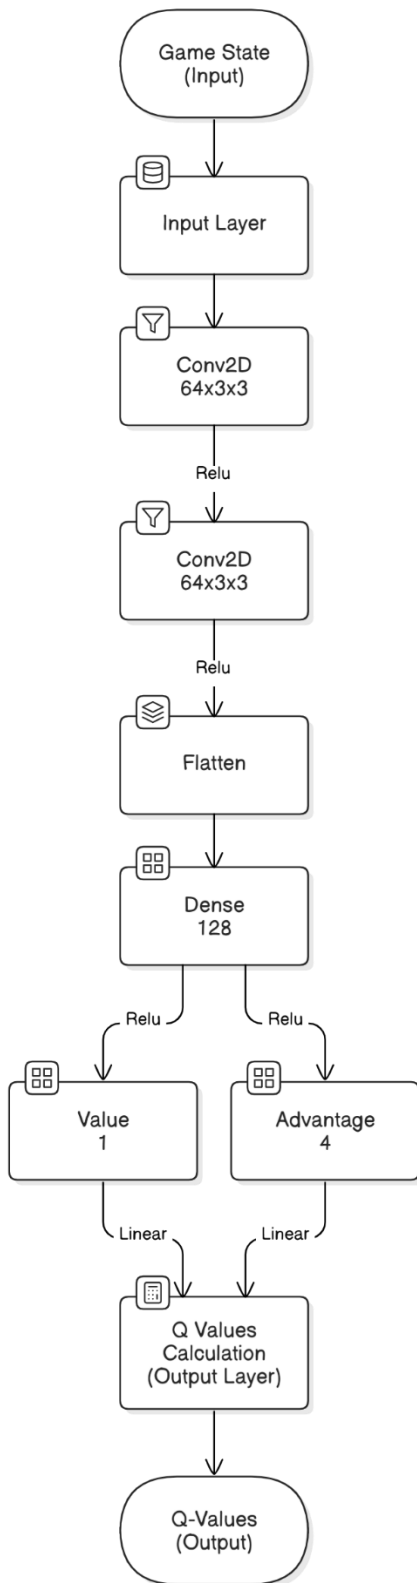 Game State
(Input)
Input Layer
Conv2D
64x3x3
Relu
Conv2D
64x3x3
Relu
Flatten
Dense
128
Relu
Relu
Value
1
Advantage
4
Linear
Linear
Q Values
Calculation
(Output Layer)
Q-Values
(Output)